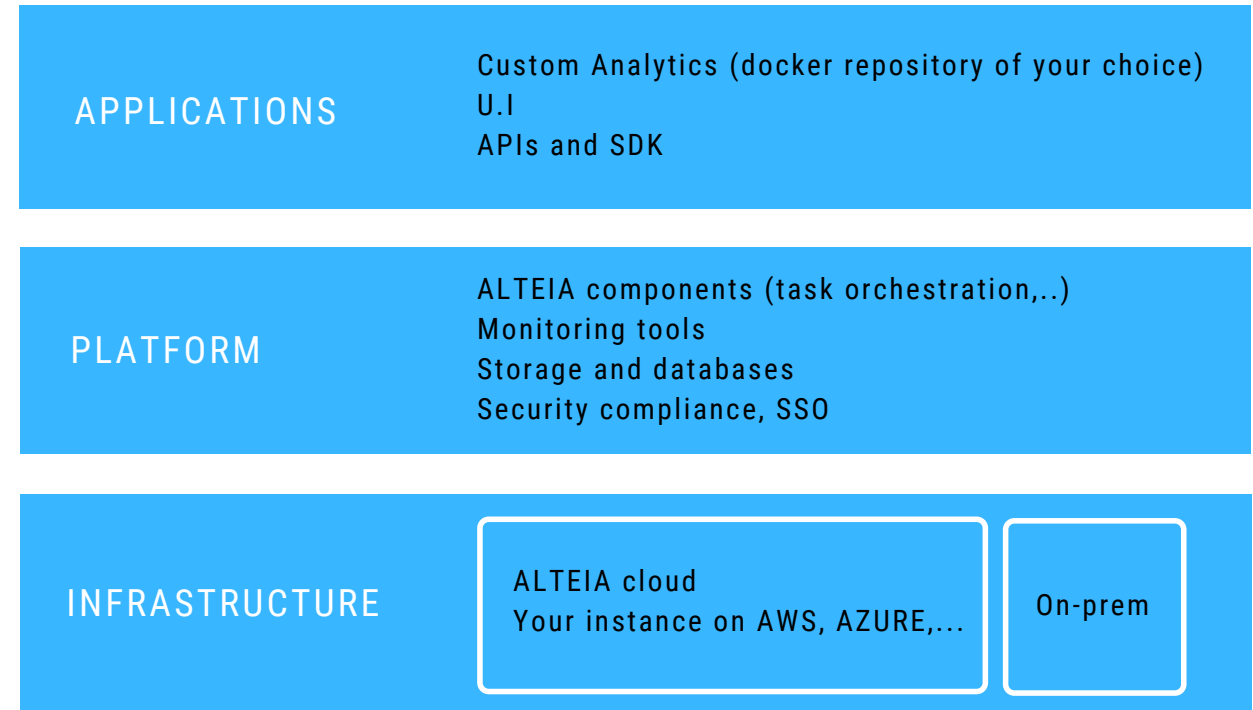 APPLICATIONS
Custom Analytics (docker repository of your choice)
U.I
APIs and SDK
PLATFORM
ALTEIA components (task orchestration,..)
Monitoring tools
Storage and databases
Security compliance, SSO
INFRASTRUCTURE
ALTEIA cloud
Your instance on AWS, AZURE,...
On-prem